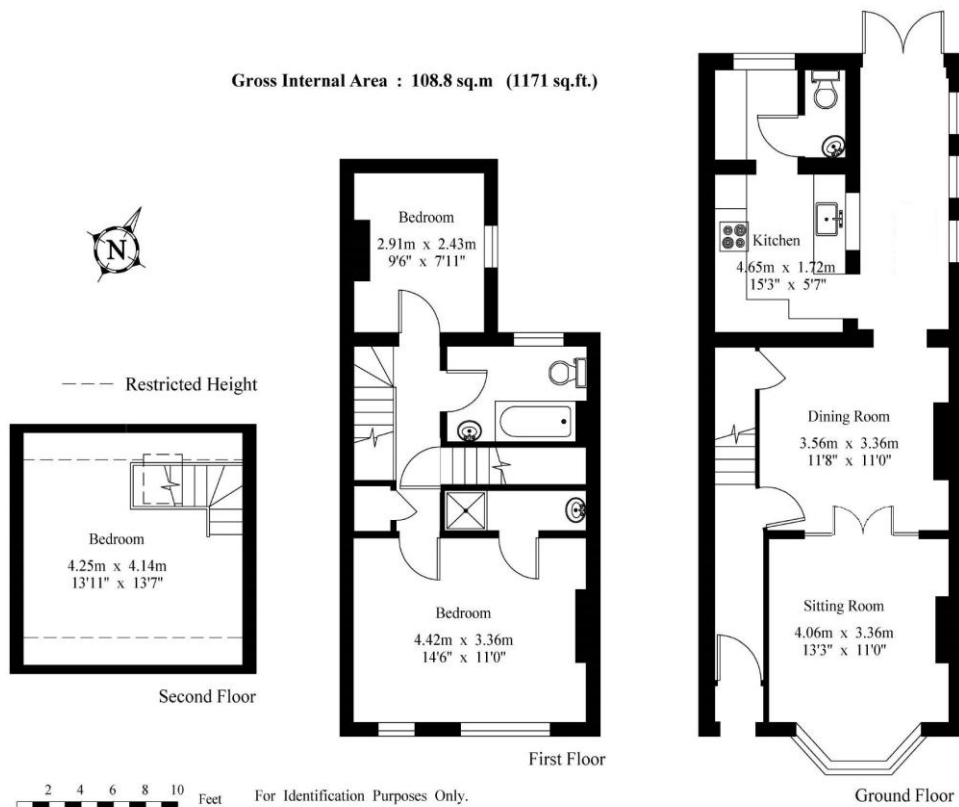 Gross Internal Area : 108.8 sq.m (1171 sq.ft.)
N
Restricted Height
Bedroom
4.25m x 4.14m
13'11" x 13'7"
Second Floor
Bedroom
2.91m x 2.43m
9'6" x 7'11"
Bedroom
4.42m x 3.36m
14'6" x 11'0"
First Floor
Kitchen
4.65m x 1.72m
15'3" x 5'7"
Dining Room
3.56m x 3.36m
11'8" x 11'0"
Sitting Room
4.06m x 3.36m
13'3" x 11'0"
Ground Floor
2 4 6 8 10 Feet
For Identification Purposes Only.